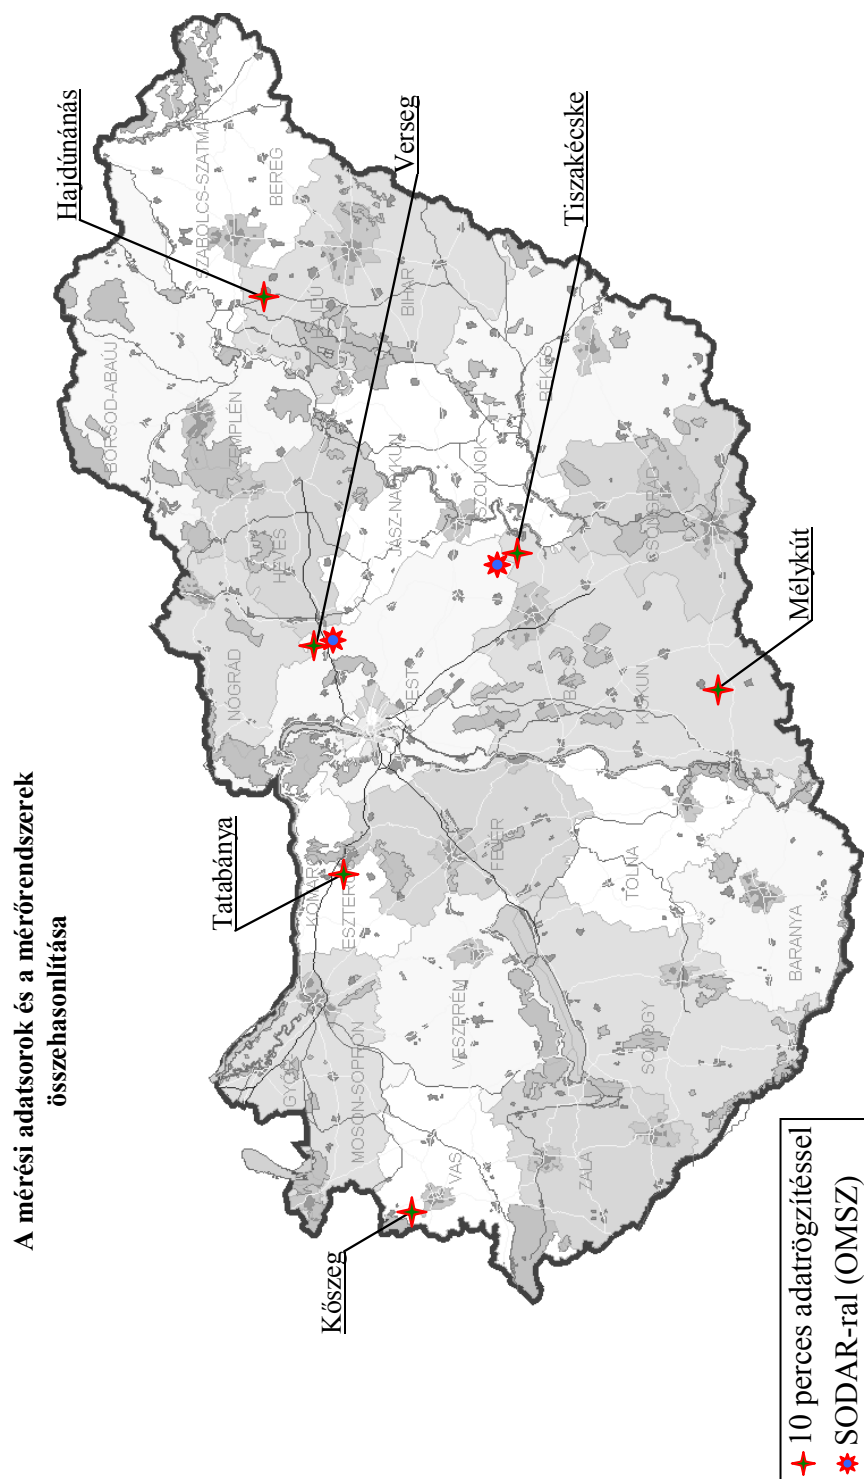 A mérési adatsorok és a mérőrendszerek
összehasonlítása
Hajdúnánás
Verseg
Tiszakécske
Mélykút
Tatabánya
Kőszeg
SZABOLCS-SZATMÁR
BEREG
BORSOD-ABAÚJ
ZEMPLÉN
BIHAR
HEVES
NÓGRÁD
JÁSZ-NAGYKUN
SZOLNOK
BÉKÉS
CSONGRÁD
PEST
BÁCS
KISKUN
FEJÉR
TOLNA
BARANYA
SOMOGY
ZALA
VAS
VESZPRÉM
GYŐR
MOSON-SOPRON
10 perces adatrögzítéssel
SODAR-ral (OMSZ)